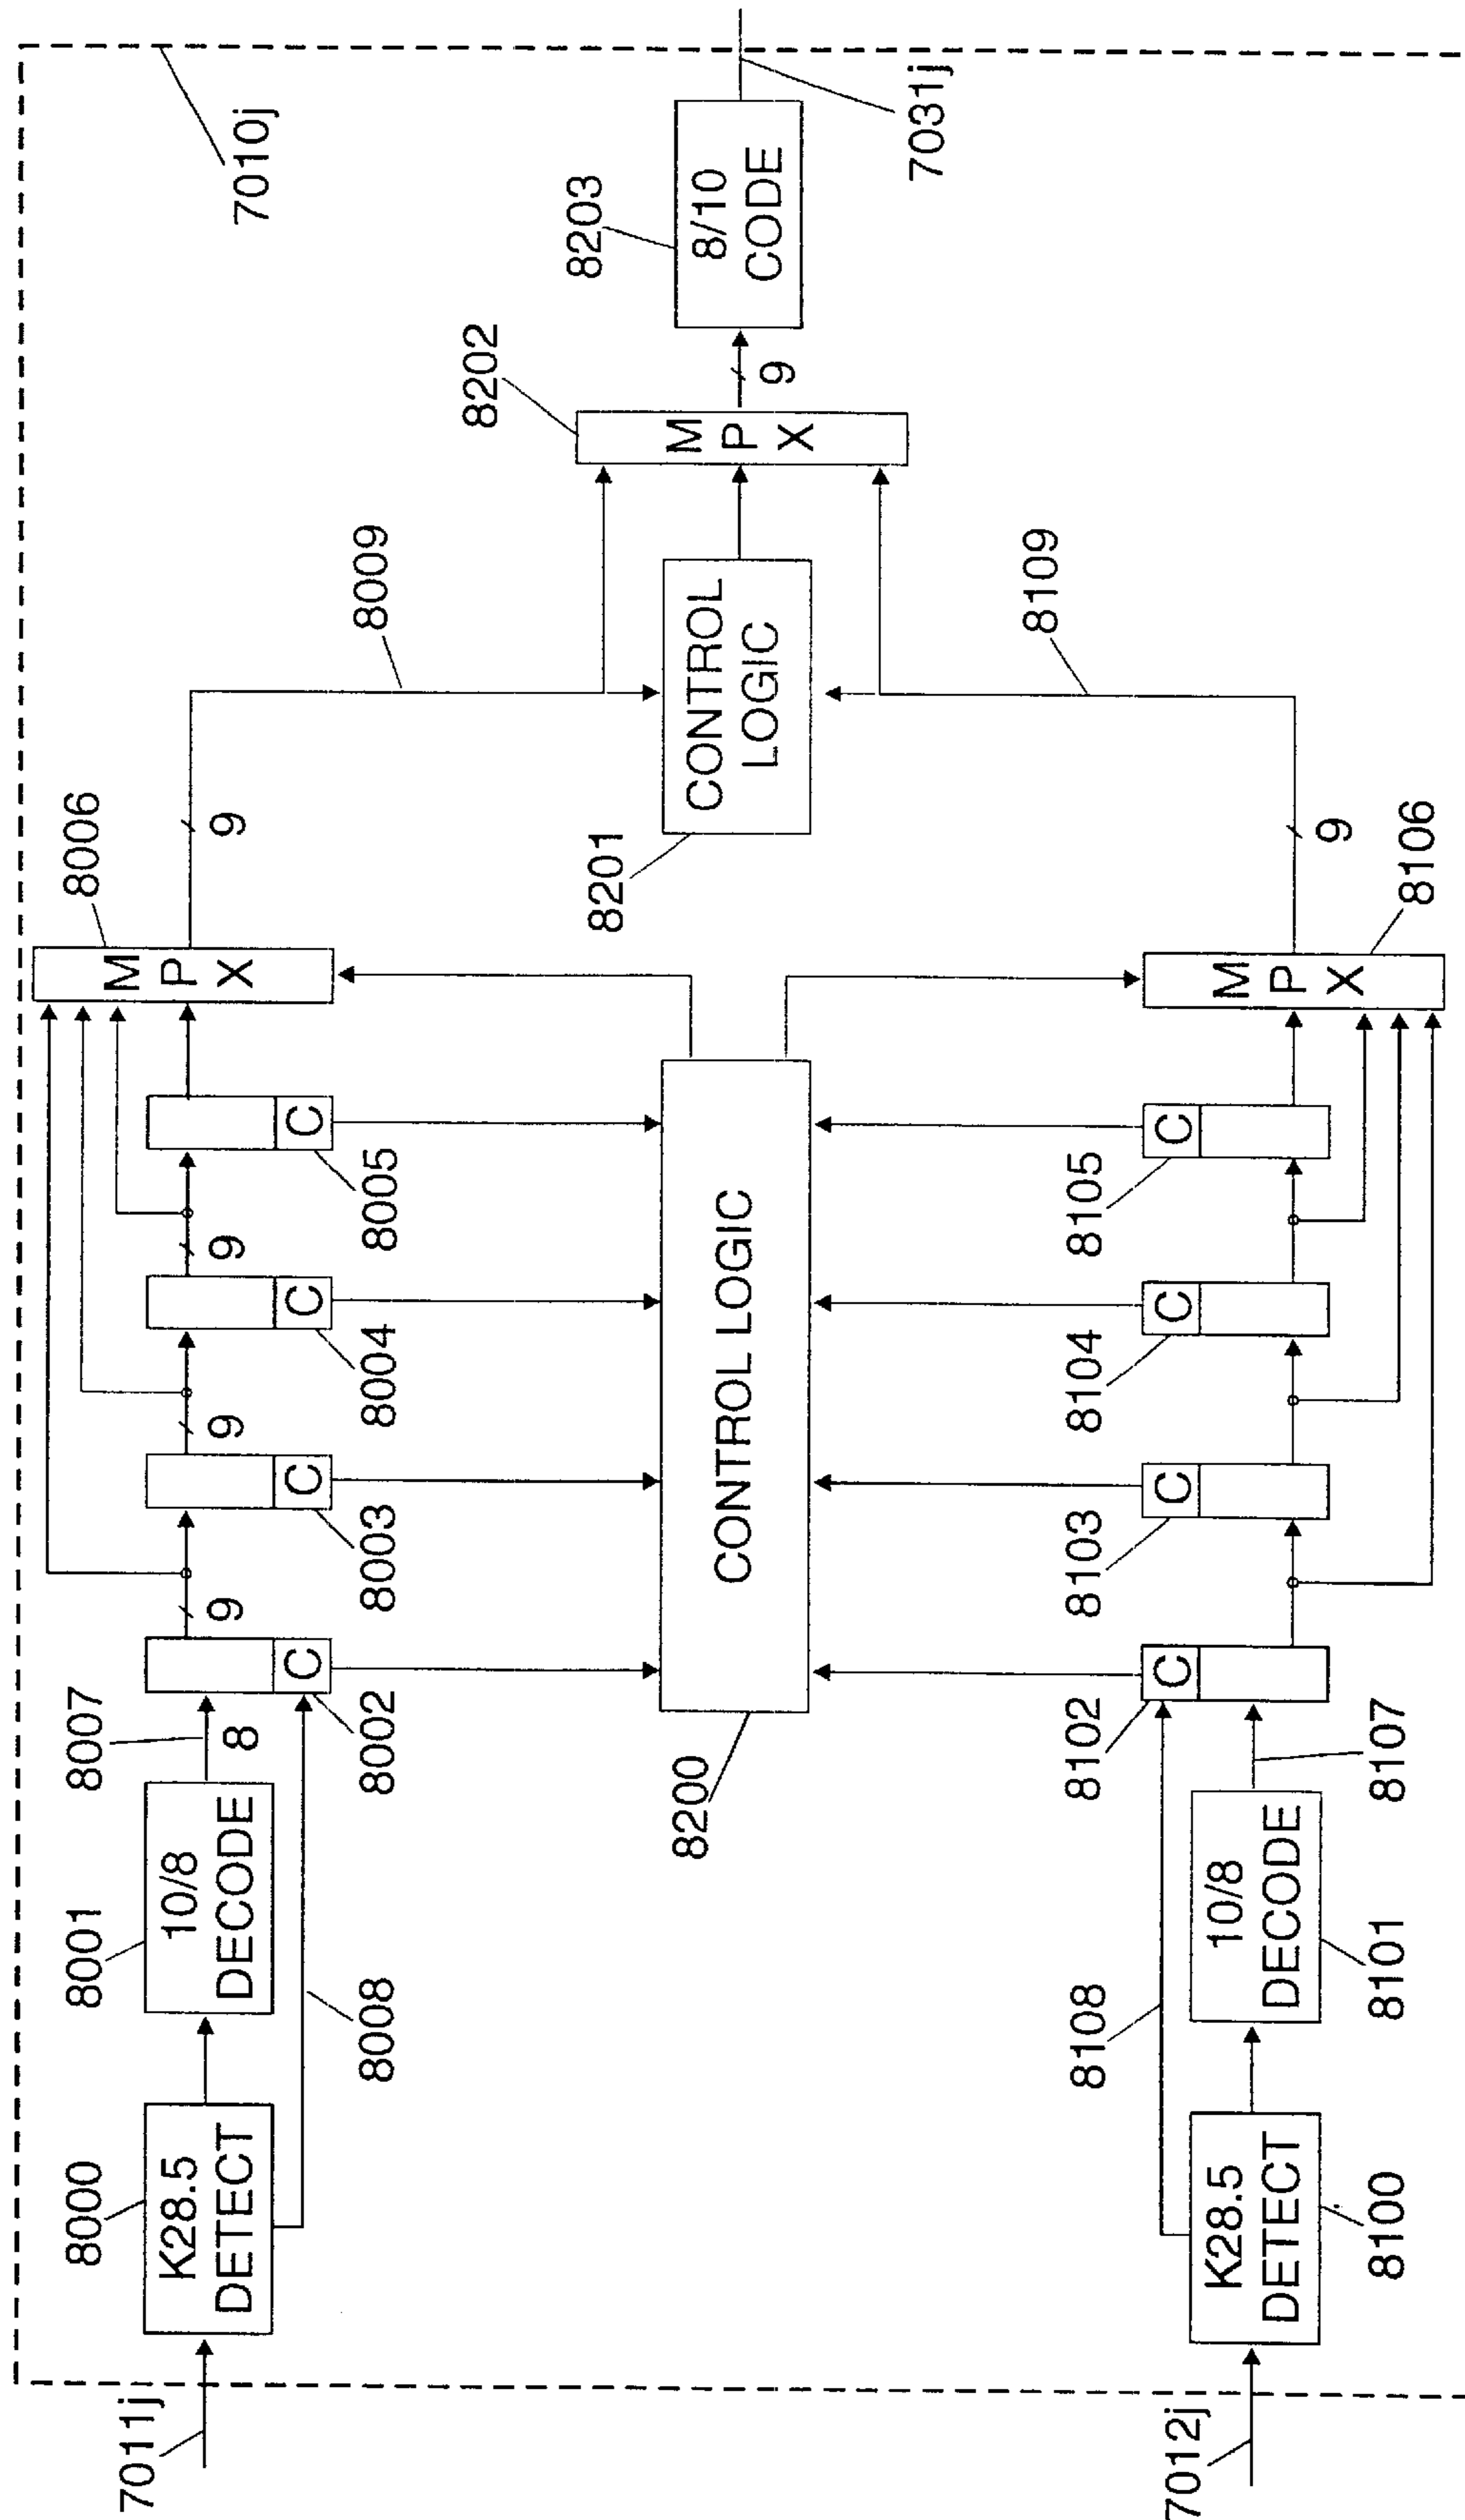 7010j
8006
8009
8202
8203
M
P
X
9
8000
8001
8007
K28.5
DETECT
10/8
DECODE
8
9
9
9
7011j
C
C
C
C
8008
8002
8003
8004
8005
8201
CONTROL
LOGIC
M
P
X
9
8/10
CODE
7031j
8200
CONTROL LOGIC
8109
8108
8102
8103
8104
8105
C
C
C
C
M
P
X
9
7012j
K28.5
DETECT
10/8
DECODE
8100
8101
8107
8106